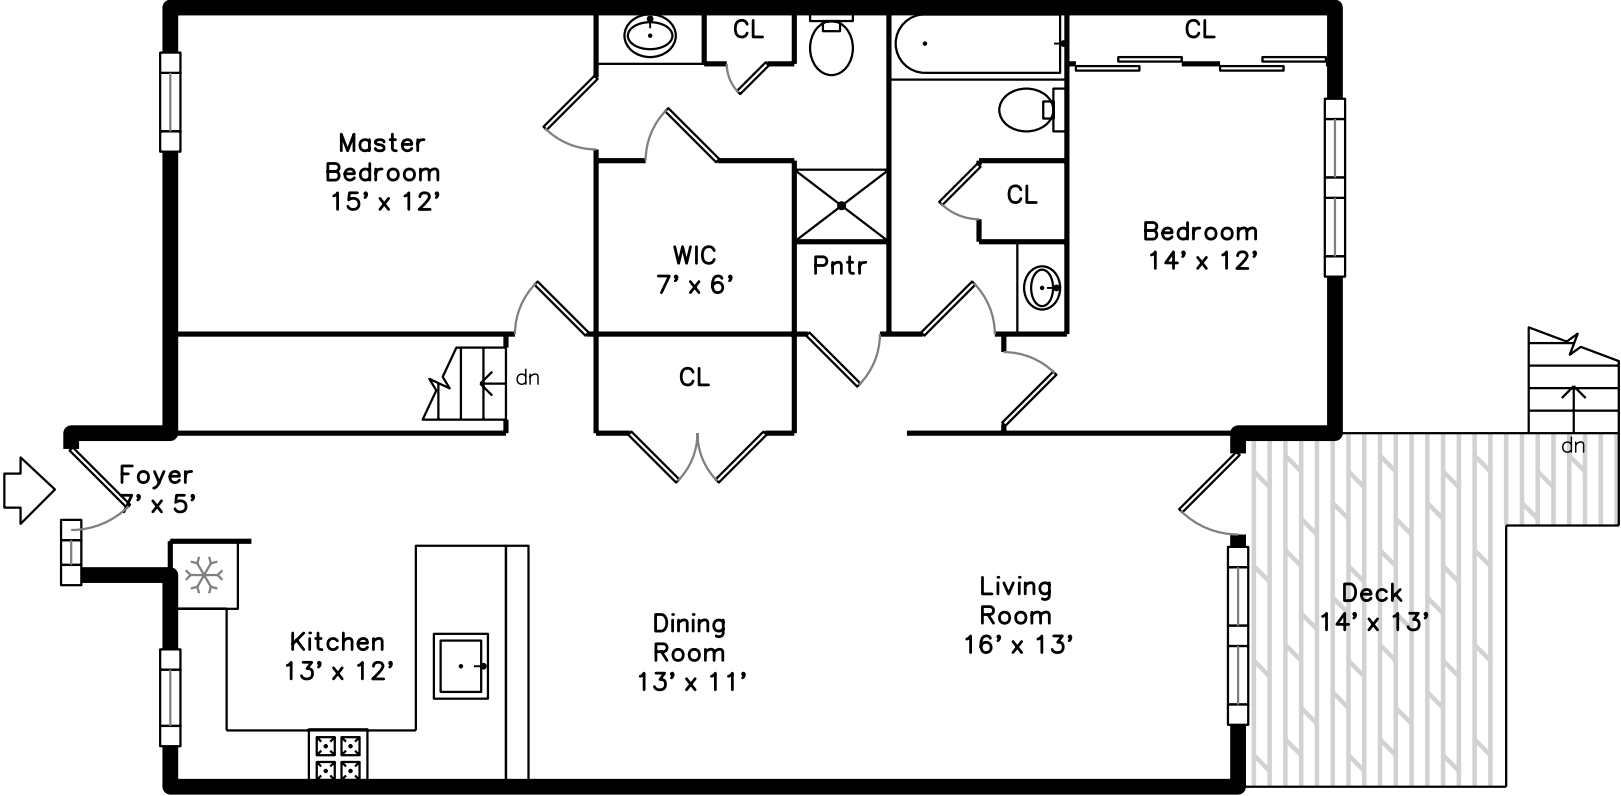 CL
CL
Master
Bedroom
15' x 12'
CL
WIC
7' x 6'
Pntr
Bedroom
14' x 12'
CL
dn
dn
Foyer
7' x 5'
Kitchen
13' x 12'
Dining
Room
13' x 11'
Living
Room
16' x 13'
Deck
14' x 13'